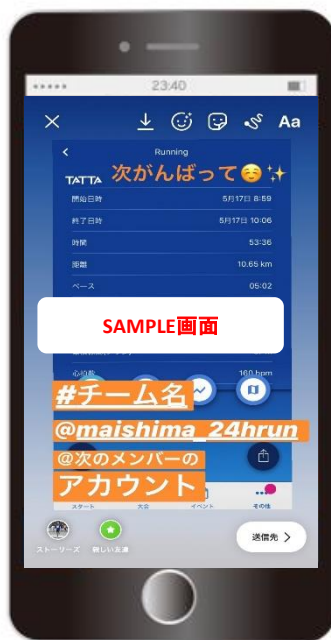 23:40
Aa
Running
TATTA 次がんばって
開始日時 5月17日 8:59
終了日時 5月17日 10:06
時間 53:36
距離 10.65 km
ペース 05:02
SAMPLE画面
心拍数 160 bpm
#チーム名
@maishima_24hrun
@次のメンバーの
アカウント
スタート 大会 イベント その他
ストーリーズ 親しい友達 送信先